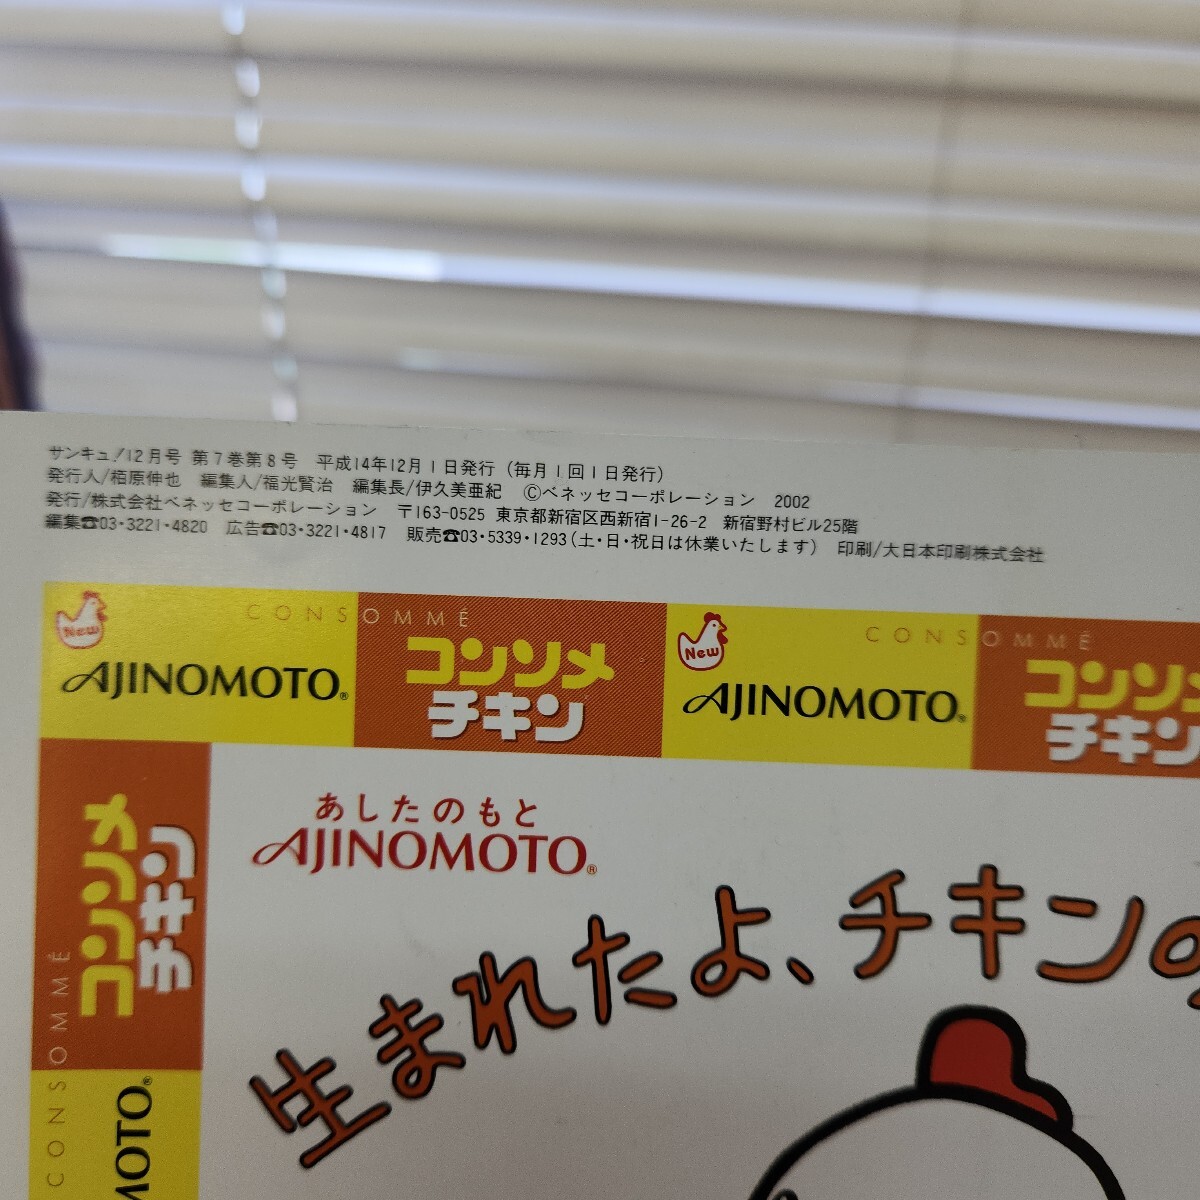 サンキュ!12月号 第7巻第8号 平成14年12月1日発行（毎月1回1日発行）
発行人/栢原伸也 編集人/福光賢治 編集長/伊久美亜紀 ©ベネッセコーポレーション 2002
発行/株式会社ベネッセコーポレーション 〒163-0525 東京都新宿区西新宿1-26-2 新宿野村ビル25階
編集☎03・3221・4820 広告☎03・3221・4817 販売☎03・5339・1293（土・日・祝日は休業いたします） 印刷/大日本印刷株式会社
New
AJINOMOTO®
CONSOMMÉ
コンソメ
チキン
New
AJINOMOTO®
CONSOMMÉ
コンソメ
チキン
コンソメ
チキン
CONSOMMÉ
MOTO®
あしたのもと
AJINOMOTO®
生まれたよ、チキンの